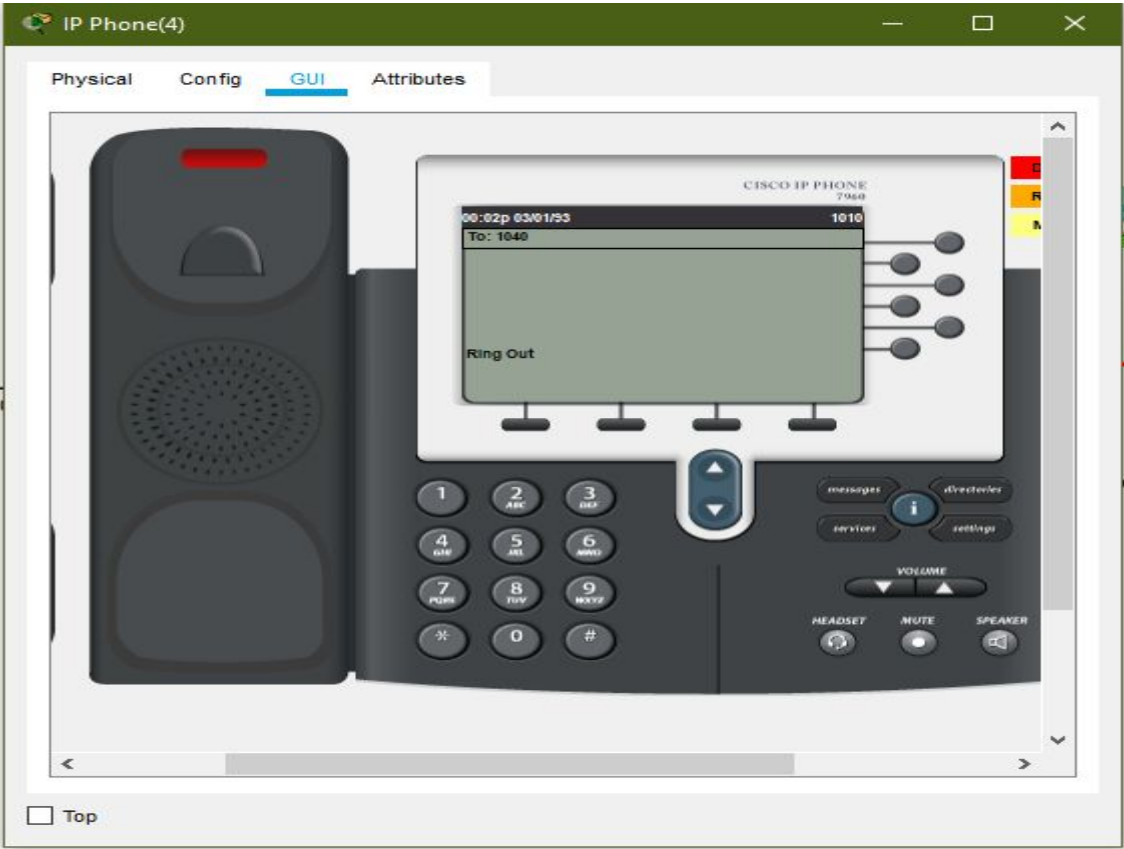 IP Phone(4)
Physical Config GUI Attributes
CISCO IP PHONE
7960
00:02p 03/01/93 1010
To: 1040
Ring Out
1 2 ABC 3 DEF
4 GHI 5 JKL 6 MNO
7 PQRS 8 TUV 9 WXYZ
* 0 #
messages i directories
services settings
VOLUME
HEADSET MUTE SPEAKER
Top